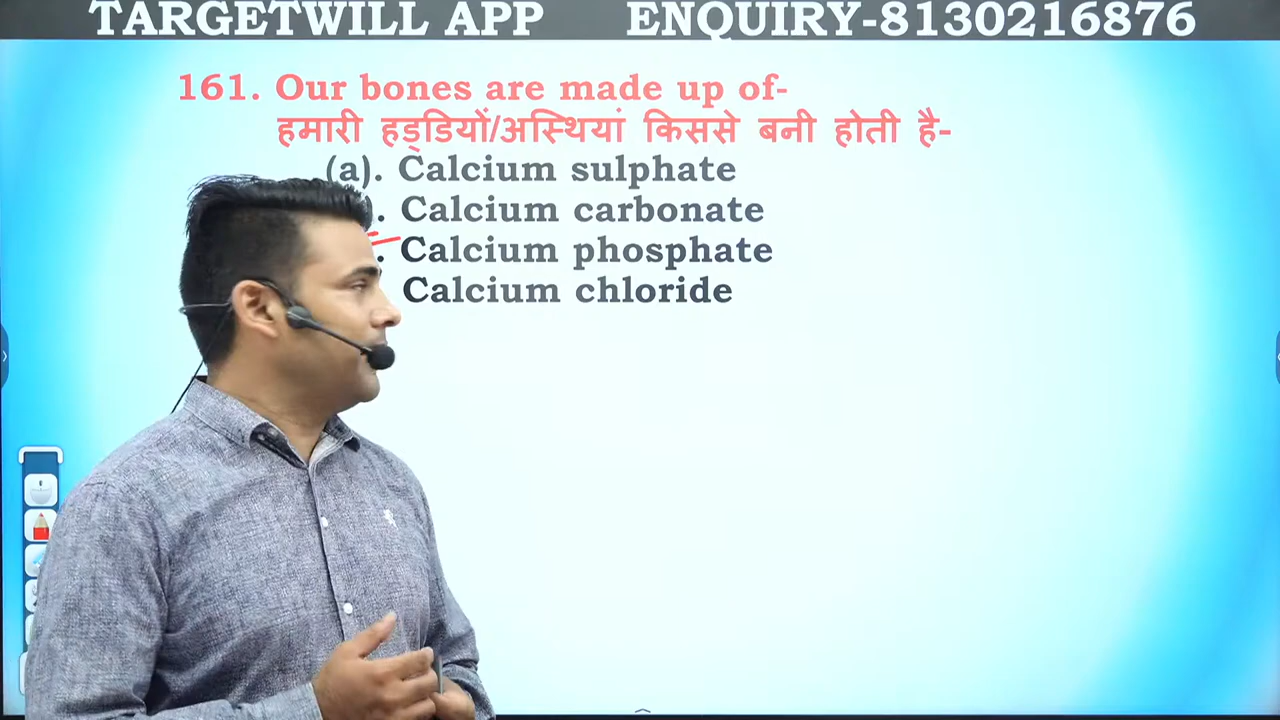 TARGETWILL APP ENQUIRY-8130216876
161. Our bones are made up of-
हमारी हड्डियों/अस्थियां किससे बनी होती है-
(a). Calcium sulphate
). Calcium carbonate
. Calcium phosphate
Calcium chloride